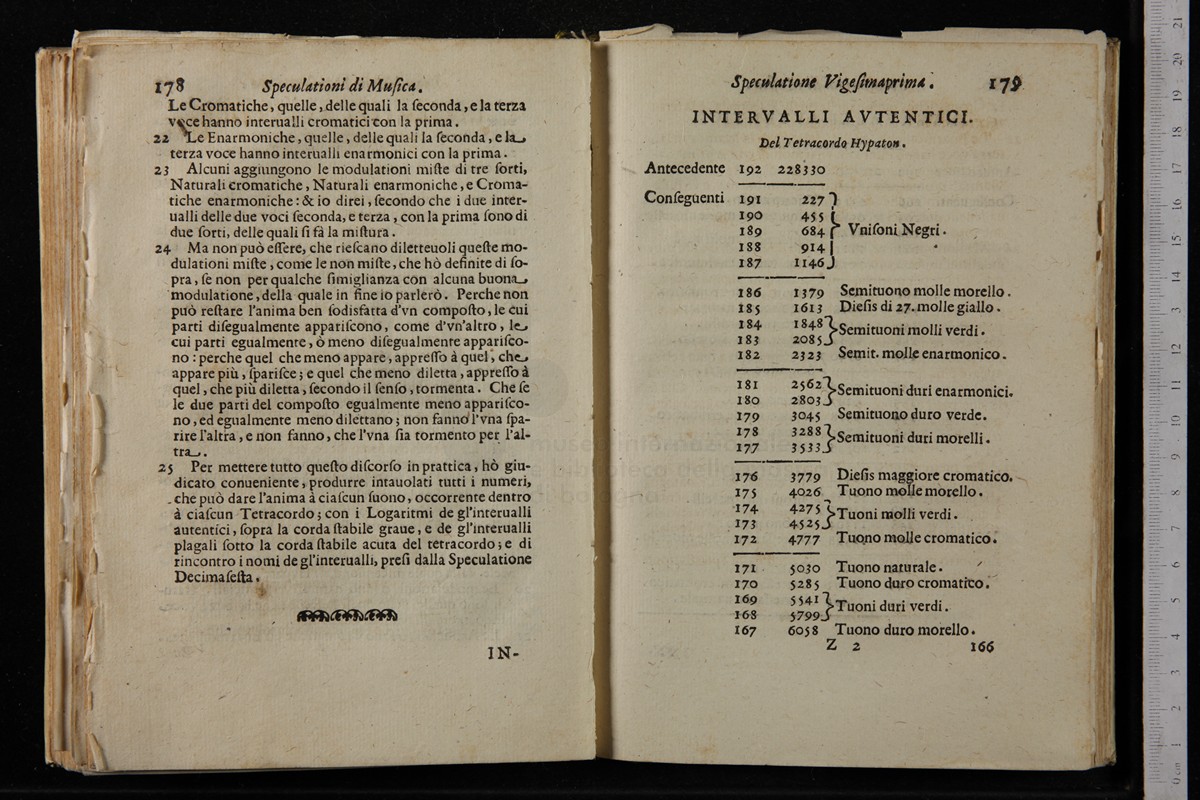 178 Speculationi di Muſica.
Le Cromatiche, quelle, delle quali la ſeconda, e la terza
voce hanno interualli cromatici con la prima.
22 Le Enarmoniche, quelle, delle quali la ſeconda, e la
terza voce hanno interualli enarmonici con la prima.
23 Alcuni aggiungono le modulationi miſte di tre ſorti,
Naturali cromatiche, Naturali enarmoniche, e Croma-
tiche enarmoniche: & io direi, ſecondo che i due inter-
ualli delle due voci ſeconda, e terza, con la prima ſono di
due ſorti, delle quali ſi fà la miſtura.
24 Ma non può eſſere, che rieſcano diletteuoli queſte mo-
dulationi miſte, come le non miſte, che hò definite di ſo-
pra, ſe non per qualche ſimiglianza con alcuna buona
modulatione, della quale in fine io parlerò. Perche non
può reſtare l'anima ben ſodisfatta d'vn compoſto, le cui
parti diſegualmente appariſcono, come d'vn'altro, le
cui parti egualmente, ò meno diſegualmente appariſco-
no: perche quel che meno appare, appreſſo à quel, che
appare più, ſpariſce; e quel che meno diletta, appreſſo à
quel, che più diletta, ſecondo il ſenſo, tormenta. Che ſe
le due parti del compoſto egualmente meno appariſco-
no, ed egualmente meno dilettano; non fanno l'vna ſpa-
rire l'altra, e non fanno, che l'vna ſia tormento per l'al-
tra.
25 Per mettere tutto queſto diſcorſo in prattica, hò giu-
dicato conueniente, produrre intauolati tutti i numeri,
che può dare l'anima à ciaſcun ſuono, occorrente dentro
à ciaſcun Tetracordo; con i Logaritmi de gl'interualli
autentici, ſopra la corda ſtabile graue, e de gl'interualli
plagali ſotto la corda ſtabile acuta del tetracordo; e di
rincontro i nomi de gl'interualli, preſi dalla Speculatione
Decimaſeſta.
IN-
Speculatione Vigeſimaprima. 179
INTERVALLI AVTENTICI.
Del Tetracordo Hypaton.
Antecedente 192 228330
Conſeguenti 191 227
190 455
189 684 Vniſoni Negri.
188 914
187 1146
186 1379 Semituono molle morello.
185 1613 Dieſis di 27. molle giallo.
184 1848 Semituoni molli verdi.
183 2085
182 2323 Semit. molle enarmonico.
181 2562 Semituoni duri enarmonici.
180 2803
179 3045 Semituono duro verde.
178 3288 Semituoni duri morelli.
177 3533
176 3779 Dieſis maggiore cromatico.
175 4026 Tuono molle morello.
174 4275 Tuoni molli verdi.
173 4525
172 4777 Tuono molle cromatico.
171 5030 Tuono naturale.
170 5285 Tuono duro cromatico.
169 5541 Tuoni duri verdi.
168 5799
167 6058 Tuono duro morello.
Z 2 166